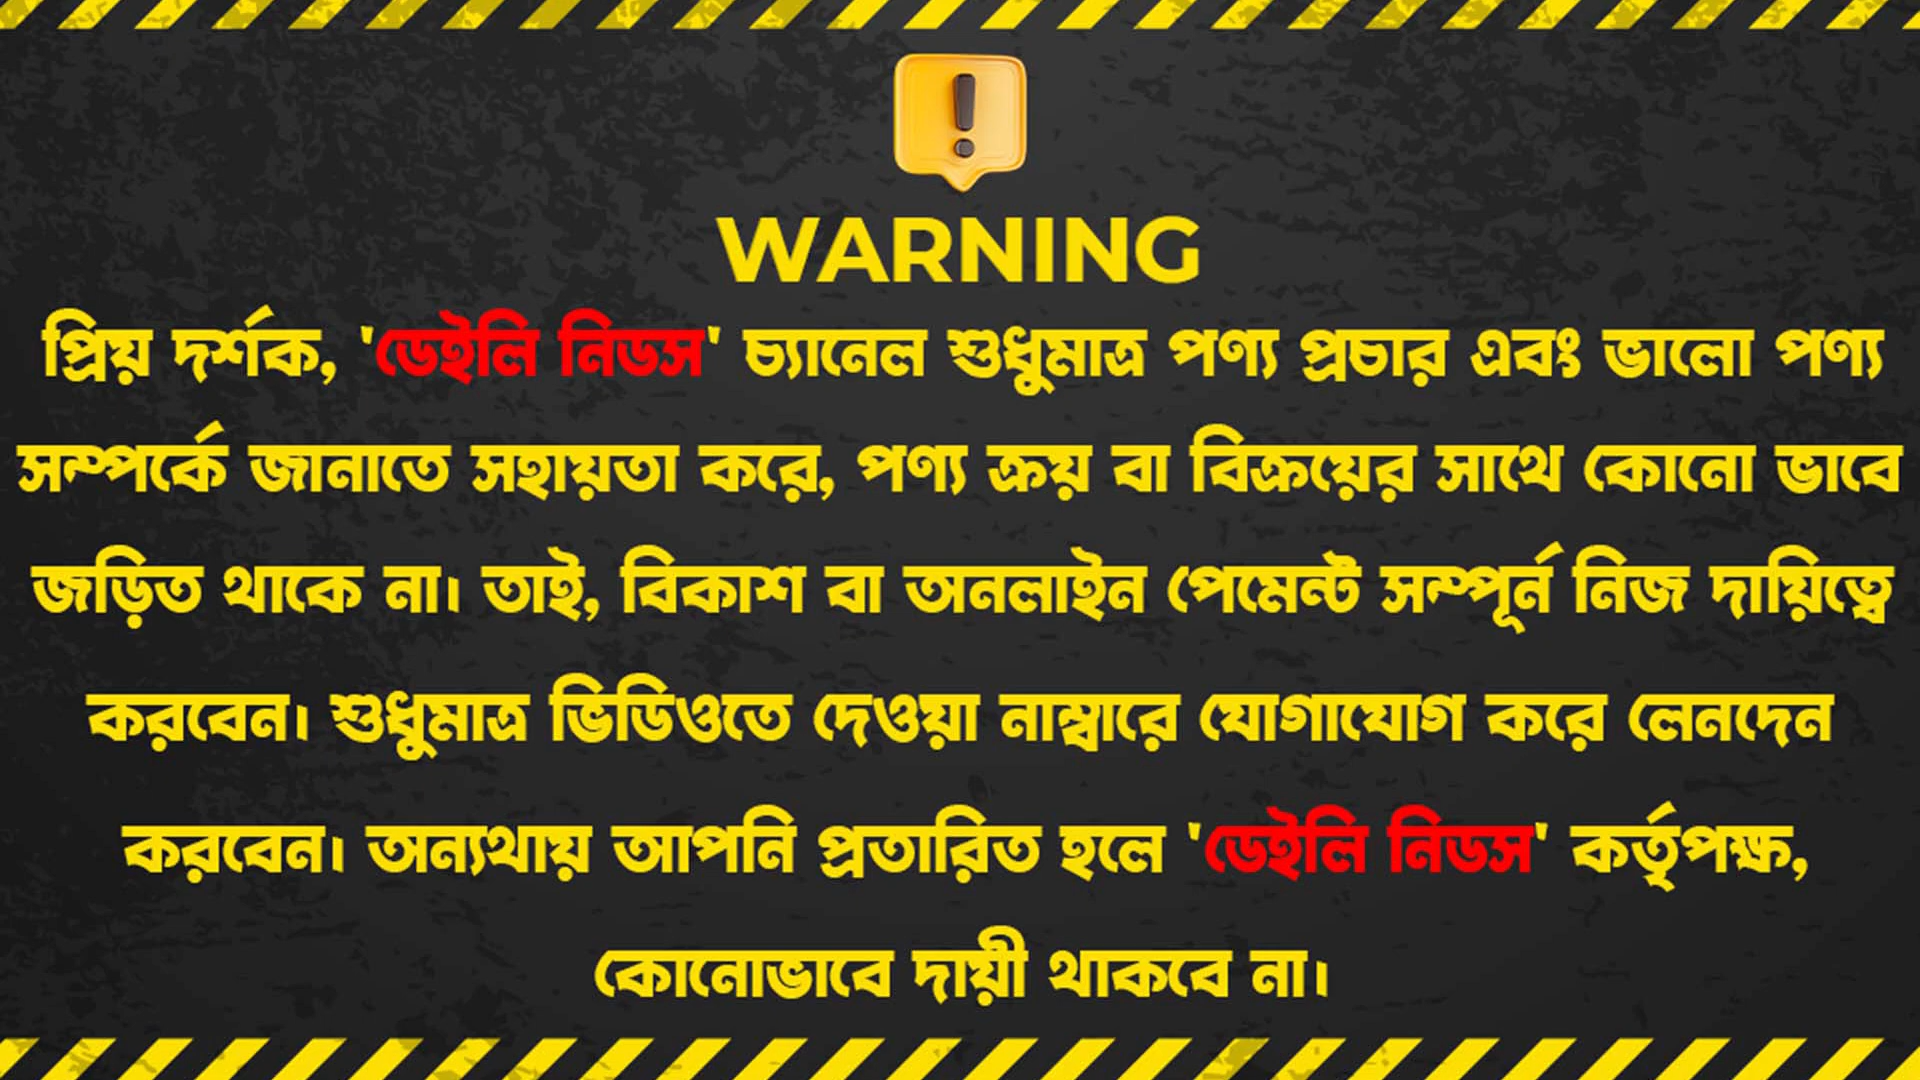 WARNING
প্রিয় দর্শক, 'ডেইলি নিডস' চ্যানেল শুধুমাত্র পণ্য প্রচার এবং ভালো পণ্য
সম্পর্কে জানাতে সহায়তা করে, পণ্য ক্রয় বা বিক্রয়ের সাথে কোনো ভাবে
জড়িত থাকে না। তাই, বিকাশ বা অনলাইন পেমেন্ট সম্পূর্ন নিজ দায়িত্বে
করবেন। শুধুমাত্র ভিডিওতে দেওয়া নাম্বারে যোগাযোগ করে লেনদেন
করবেন। অন্যথায় আপনি প্রতারিত হলে 'ডেইলি নিডস' কর্তৃপক্ষ,
কোনোভাবে দায়ী থাকবে না।